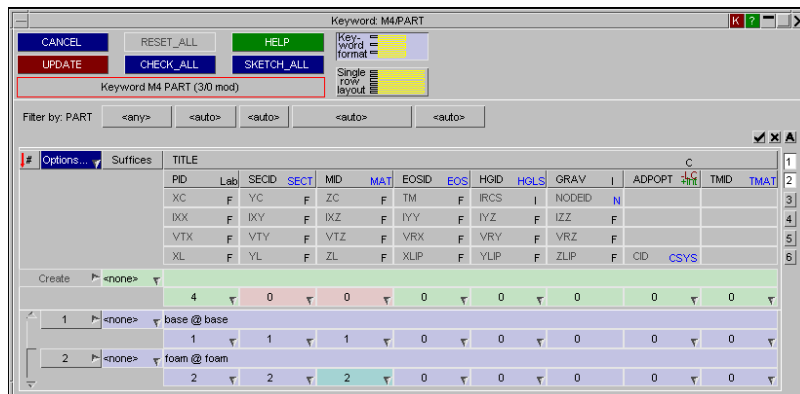 Keyword: M4/PART K ?
CANCEL RESET_ALL HELP Key-
word
format
UPDATE CHECK_ALL SKETCH_ALL
Single
row
layout
Keyword M4 PART (3/0 mod)
Filter by: PART <any> <auto> <auto> <auto> <auto>
A
# Options... Suffices TITLE C 1
PID Lab SECID SECT MID MAT EOSID EOS HGID HGLS GRAV I ADPOPT +LC Int TMID TMAT 2
XC F YC F ZC F TM F IRCS I NODEID N 3
IXX F IXY F IXZ F IYY F IYZ F IZZ F 4
VTX F VTY F VTZ F VRX F VRY F VRZ F 5
XL F YL F ZL F XLIP F YLIP F ZLIP F CID CSYS 6
Create <none>
4 0 0 0 0 0 0 0
1 <none> base @ base
1 1 1 0 0 0 0 0
2 <none> foam @ foam
2 2 2 0 0 0 0 0